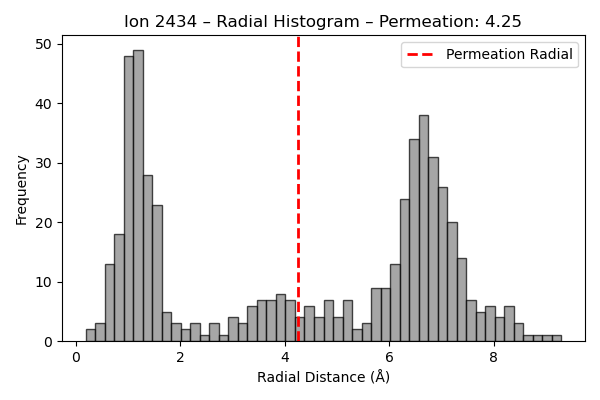 Ion 2434 – Radial Histogram – Permeation: 4.25
Permeation Radial
Frequency
50
40
30
20
10
0
0 2 4 6 8
Radial Distance (Å)